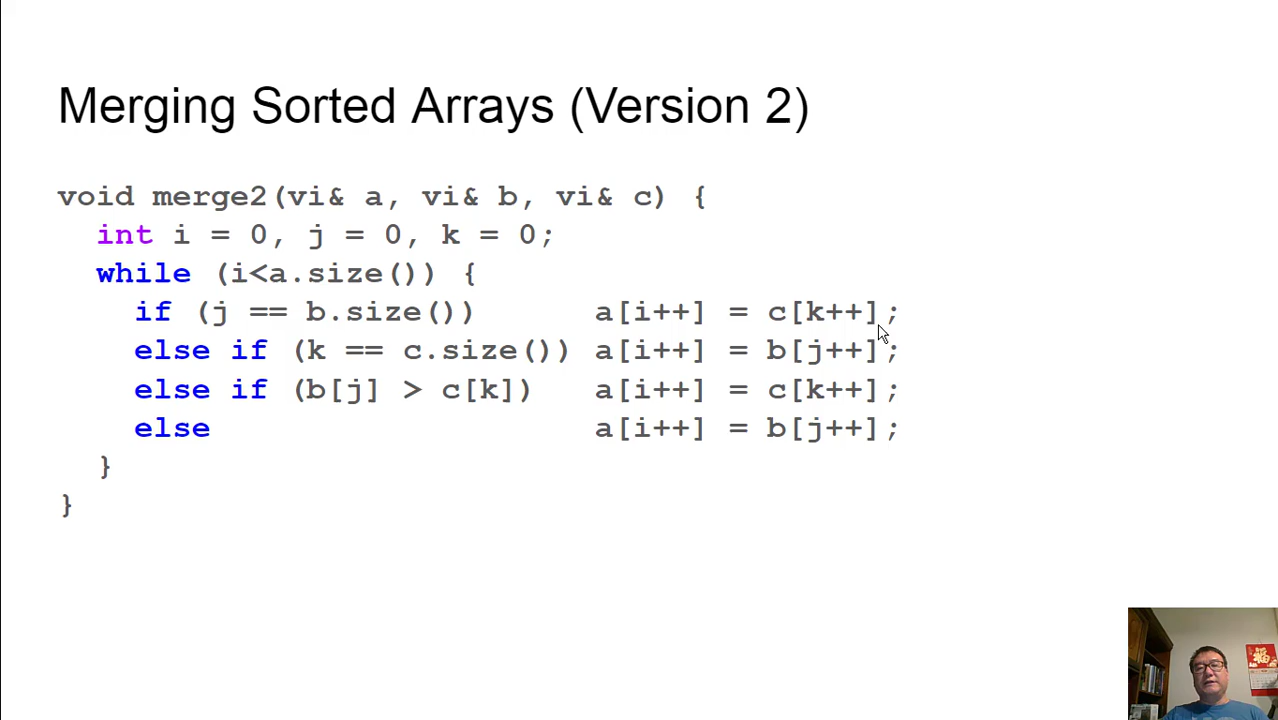 Merging Sorted Arrays (Version 2)
void merge2(vi& a, vi& b, vi& c) {
int i = 0, j = 0, k = 0;
while (i<a.size()) {
if (j == b.size()) a[i++] = c[k++];
else if (k == c.size()) a[i++] = b[j++];
else if (b[j] > c[k]) a[i++] = c[k++];
else a[i++] = b[j++];
}
}
福